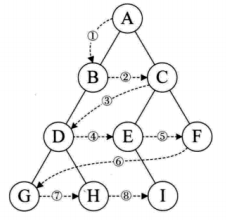 A
①
B ② C
③
D ④ E ⑤ F
⑥
G ⑦ H ⑧ I